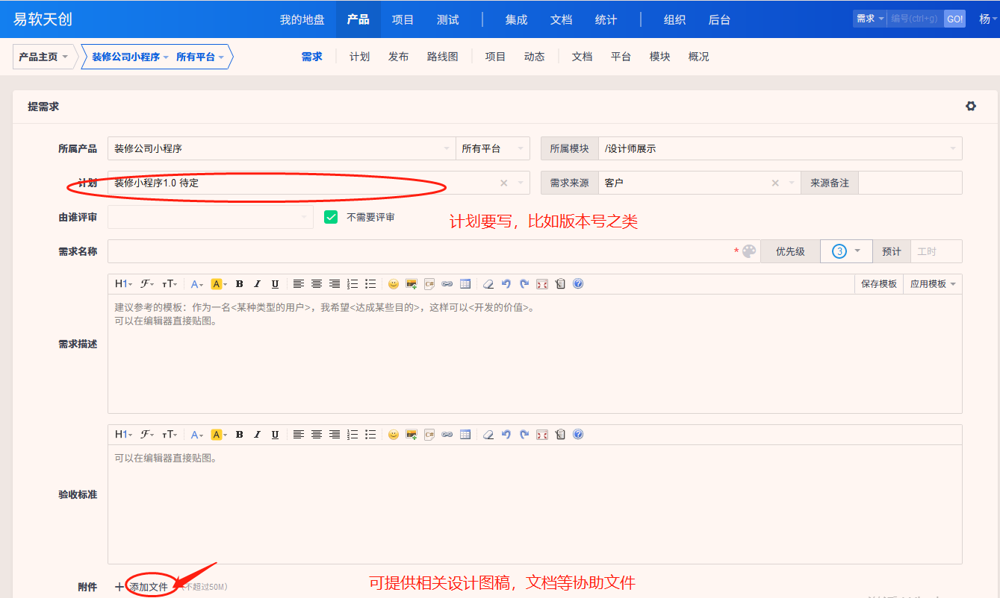 易软天创 我的地盘 产品 项目 测试 集成 文档 统计 组织 后台 需求 编号(ctrl+g) GO! 杨
产品主页 装修公司小程序 所有平台 需求 计划 发布 路线图 项目 动态 文档 平台 模块 概况
提需求
所属产品 装修公司小程序 所有平台 所属模块 /设计师展示
计划 装修小程序1.0 待定 需求来源 客户 来源备注
由谁评审 不需要评审
计划要写，比如版本号之类
需求名称 * 优先级 3 预计 工时
H1 ℱ тT A A B I U C# 保存模板 应用模板
建议参考的模板：作为一名<某种类型的用户>，我希望<达成某些目的>，这样可以<开发的价值>。
可以在编辑器直接贴图。
需求描述
H1 ℱ тT A A B I U C#
可以在编辑器直接贴图。
验收标准
附件 添加文件 (不超过50M)
可提供相关设计图稿，文档等协助文件